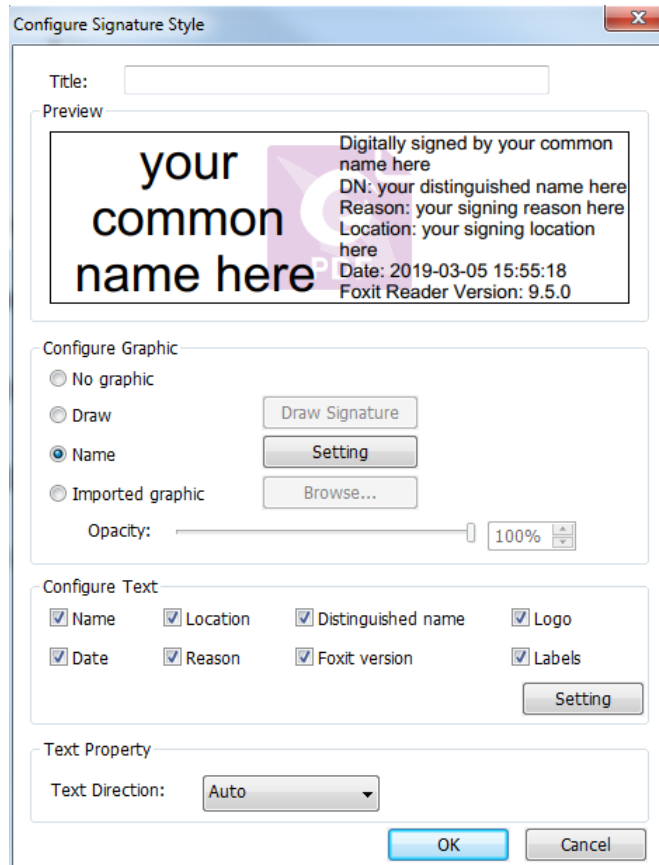 Configure Signature Style
Title:
Preview
your
common
name here
Digitally signed by your common
name here
DN: your distinguished name here
Reason: your signing reason here
Location: your signing location
here
Date: 2019-03-05 15:55:18
Foxit Reader Version: 9.5.0
PDF
Configure Graphic
No graphic
Draw
Draw Signature
Name
Setting
Imported graphic
Browse...
Opacity:
100%
Configure Text
Name Location Distinguished name Logo
Date Reason Foxit version Labels
Setting
Text Property
Text Direction: Auto
OK Cancel